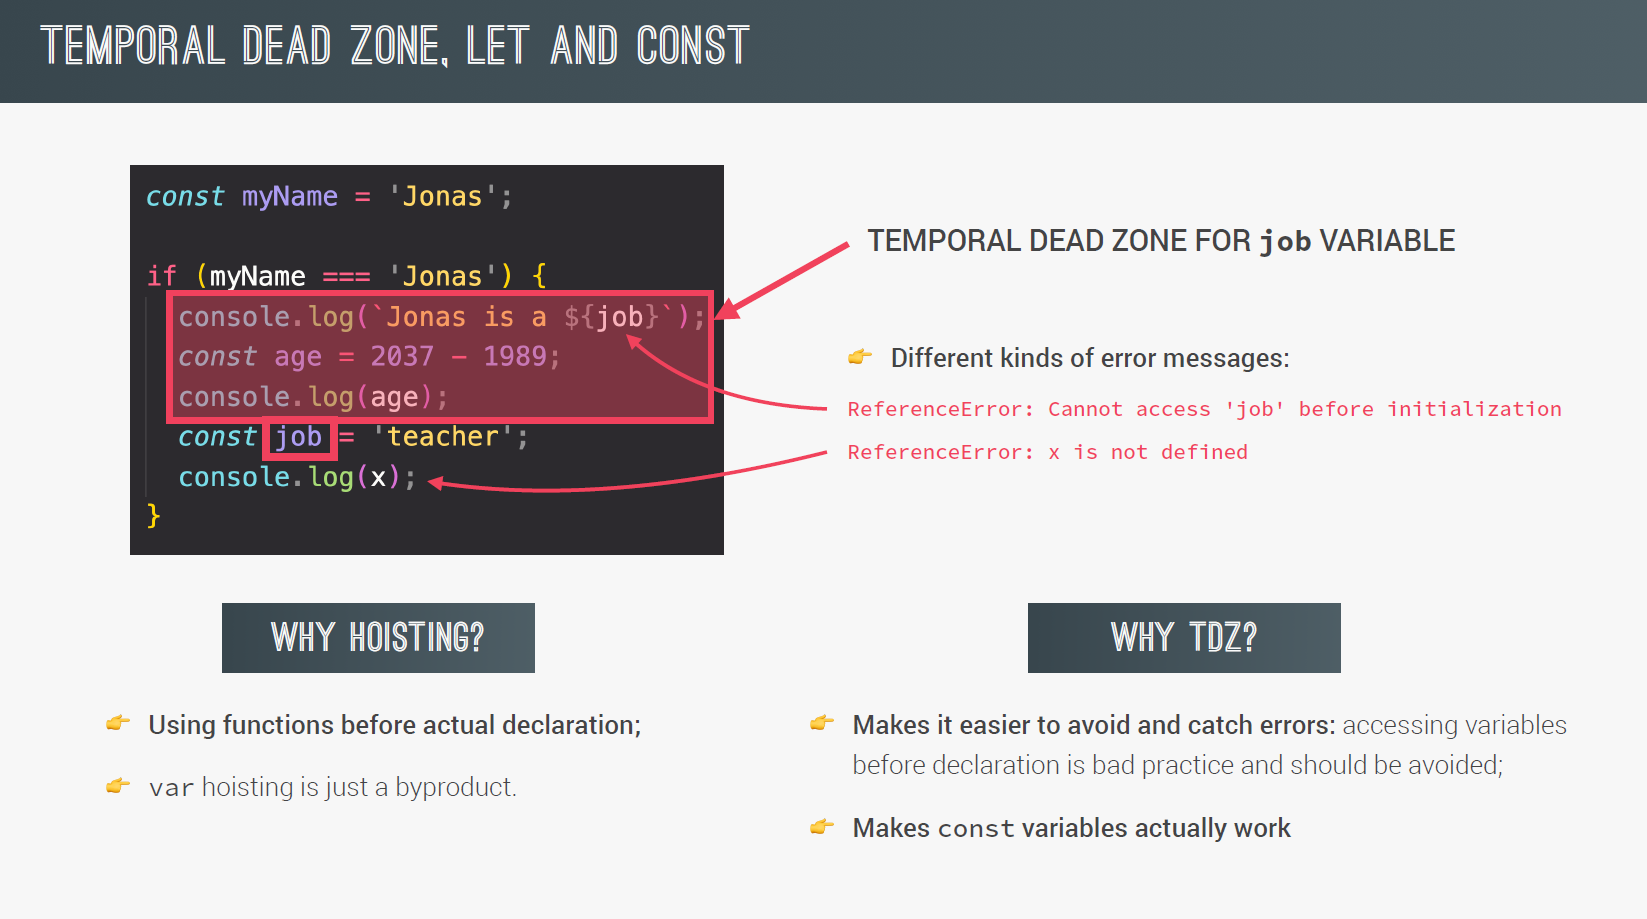 TEMPORAL DEAD ZONE, LET AND CONST
const myName = 'Jonas';
if (myName === 'Jonas') {
console.log(`Jonas is a ${job}`);
const age = 2037 – 1989;
console.log(age);
const job = 'teacher';
console.log(x);
}
TEMPORAL DEAD ZONE FOR job VARIABLE
👉 Different kinds of error messages:
ReferenceError: Cannot access 'job' before initialization
ReferenceError: x is not defined
WHY HOISTING?
👉 Using functions before actual declaration;
👉 var hoisting is just a byproduct.
WHY TDZ?
👉 Makes it easier to avoid and catch errors: accessing variables
before declaration is bad practice and should be avoided;
👉 Makes const variables actually work